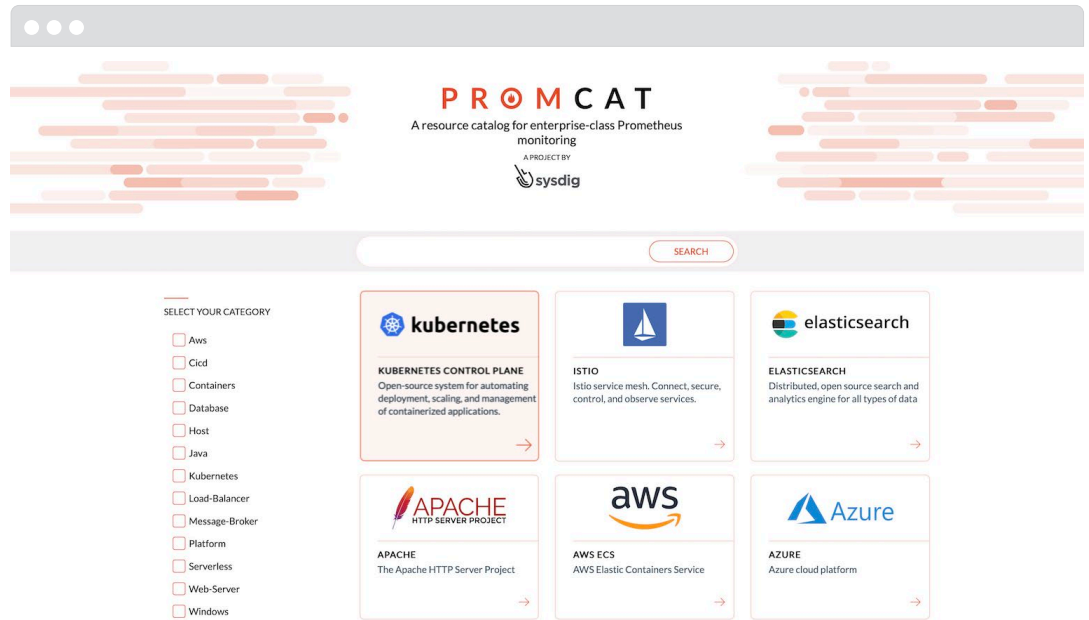 PROMCAT
A resource catalog for enterprise-class Prometheus
monitoring
A PROJECT BY
sysdig
SEARCH
SELECT YOUR CATEGORY
Aws
Cicd
Containers
Database
Host
Java
Kubernetes
Load-Balancer
Message-Broker
Platform
Serverless
Web-Server
Windows
kubernetes
KUBERNETES CONTROL PLANE
Open-source system for automating
deployment, scaling, and management
of containerized applications.
ISTIO
Istio service mesh. Connect, secure,
control, and observe services.
elasticsearch
ELASTICSEARCH
Distributed, open source search and
analytics engine for all types of data
APACHE
HTTP SERVER PROJECT
APACHE
The Apache HTTP Server Project
aws
AWS ECS
AWS Elastic Containers Service
Azure
AZURE
Azure cloud platform